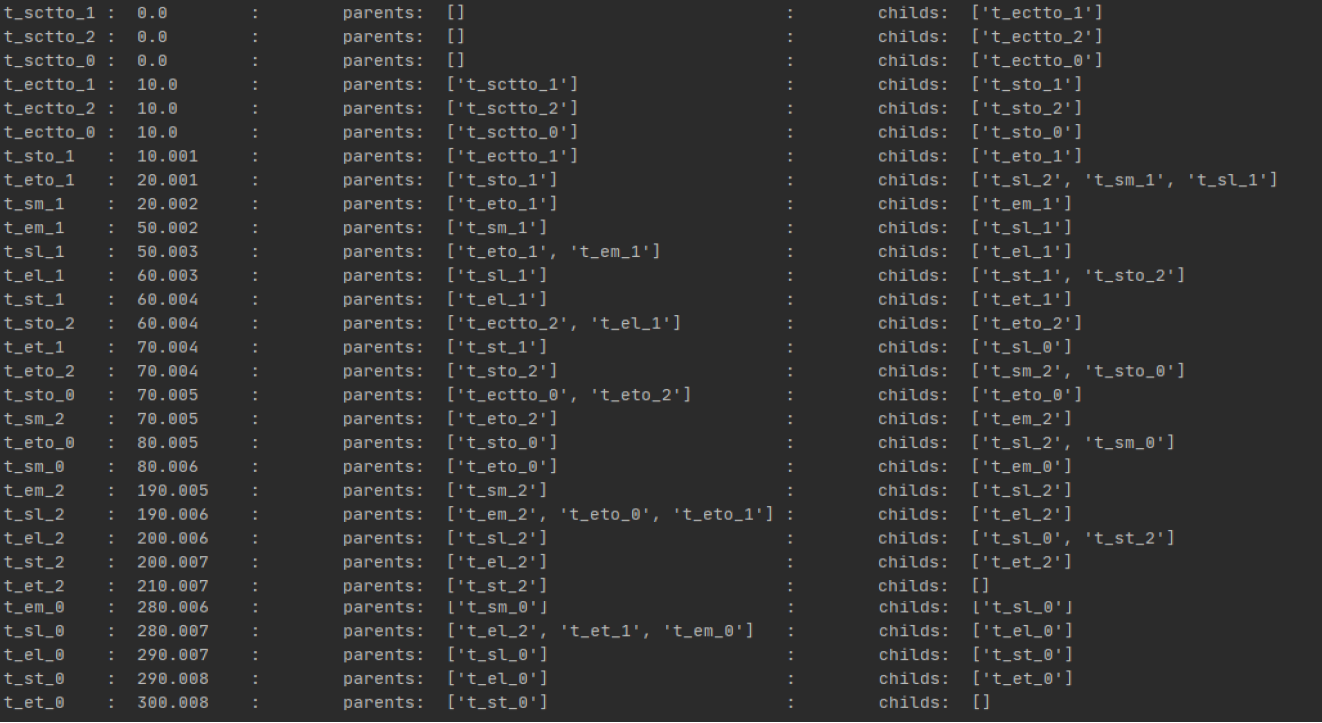 t_sctto_1 : 0.0 : parents: [] : childs: ['t_ectto_1']
t_sctto_2 : 0.0 : parents: [] : childs: ['t_ectto_2']
t_sctto_0 : 0.0 : parents: [] : childs: ['t_ectto_0']
t_ectto_1 : 10.0 : parents: ['t_sctto_1'] : childs: ['t_sto_1']
t_ectto_2 : 10.0 : parents: ['t_sctto_2'] : childs: ['t_sto_2']
t_ectto_0 : 10.0 : parents: ['t_sctto_0'] : childs: ['t_sto_0']
t_sto_1 : 10.001 : parents: ['t_ectto_1'] : childs: ['t_eto_1']
t_eto_1 : 20.001 : parents: ['t_sto_1'] : childs: ['t_sl_2', 't_sm_1', 't_sl_1']
t_sm_1 : 20.002 : parents: ['t_eto_1'] : childs: ['t_em_1']
t_em_1 : 50.002 : parents: ['t_sm_1'] : childs: ['t_sl_1']
t_sl_1 : 50.003 : parents: ['t_eto_1', 't_em_1'] : childs: ['t_el_1']
t_el_1 : 60.003 : parents: ['t_sl_1'] : childs: ['t_st_1', 't_sto_2']
t_st_1 : 60.004 : parents: ['t_el_1'] : childs: ['t_et_1']
t_sto_2 : 60.004 : parents: ['t_ectto_2', 't_el_1'] : childs: ['t_eto_2']
t_et_1 : 70.004 : parents: ['t_st_1'] : childs: ['t_sl_0']
t_eto_2 : 70.004 : parents: ['t_sto_2'] : childs: ['t_sm_2', 't_sto_0']
t_sto_0 : 70.005 : parents: ['t_ectto_0', 't_eto_2'] : childs: ['t_eto_0']
t_sm_2 : 70.005 : parents: ['t_eto_2'] : childs: ['t_em_2']
t_eto_0 : 80.005 : parents: ['t_sto_0'] : childs: ['t_sl_2', 't_sm_0']
t_sm_0 : 80.006 : parents: ['t_eto_0'] : childs: ['t_em_0']
t_em_2 : 190.005 : parents: ['t_sm_2'] : childs: ['t_sl_2']
t_sl_2 : 190.006 : parents: ['t_em_2', 't_eto_0', 't_eto_1'] : childs: ['t_el_2']
t_el_2 : 200.006 : parents: ['t_sl_2'] : childs: ['t_sl_0', 't_st_2']
t_st_2 : 200.007 : parents: ['t_el_2'] : childs: ['t_et_2']
t_et_2 : 210.007 : parents: ['t_st_2'] : childs: []
t_em_0 : 280.006 : parents: ['t_sm_0'] : childs: ['t_sl_0']
t_sl_0 : 280.007 : parents: ['t_el_2', 't_et_1', 't_em_0'] : childs: ['t_el_0']
t_el_0 : 290.007 : parents: ['t_sl_0'] : childs: ['t_st_0']
t_st_0 : 290.008 : parents: ['t_el_0'] : childs: ['t_et_0']
t_et_0 : 300.008 : parents: ['t_st_0'] : childs: []